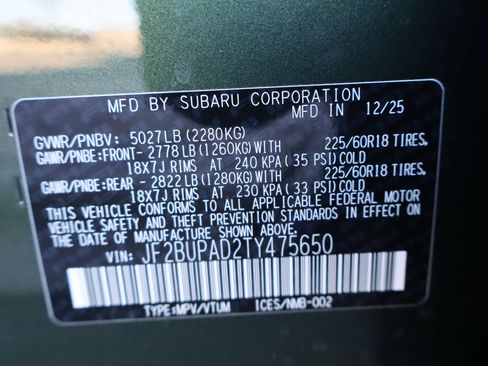 MFD BY SUBARU CORPORATION
MFD IN 12/25
GVWR/PNBV: 5027LB (2280KG)
GAWR/PNBE:FRONT- 2778LB (1260KG) WITH 225/60R18 TIRES,
18X7J RIMS AT 240 KPA (35 PSI) COLD
GAWR/PNBE:REAR - 2822LB (1280KG) WITH 225/60R18 TIRES,
18X7J RIMS AT 230 KPA (33 PSI) COLD
THIS VEHICLE CONFORMS TO ALL APPLICABLE FEDERAL MOTOR
VEHICLE SAFETY AND THEFT PREVENTION STANDARDS IN EFFECT
ON THE DATE OF MANUFACTURE SHOWN ABOVE.
VIN: JF2BUPAD2TY475650
TYPE:MPV/VTUM ICES/NMB-002